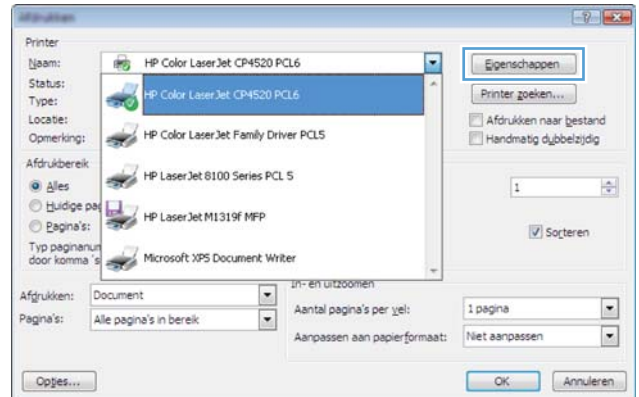 Afdrukken
Printer
Naam: HP Color LaserJet CP4520 PCL6 Eigenschappen
Status:
HP Color LaserJet CP4520 PCL6 Printer zoeken...
Type:
Locatie: Afdrukken naar bestand
Opmerking: HP Color LaserJet Family Driver PCL5 Handmatig dubbelzijdig
Afdrukbereik
Alles HP LaserJet 8100 Series PCL 5 1
Huidige pag
HP LaserJet M1319f MFP
Pagina's: Sorteren
Typ paginanun
door komma 's Microsoft XPS Document Writer
In- en uitzoomen
Afdrukken: Document
Aantal pagina's per vel: 1 pagina
Pagina's: Alle pagina's in bereik
Aanpassen aan papierformaat: Niet aanpassen
Opties... OK Annuleren